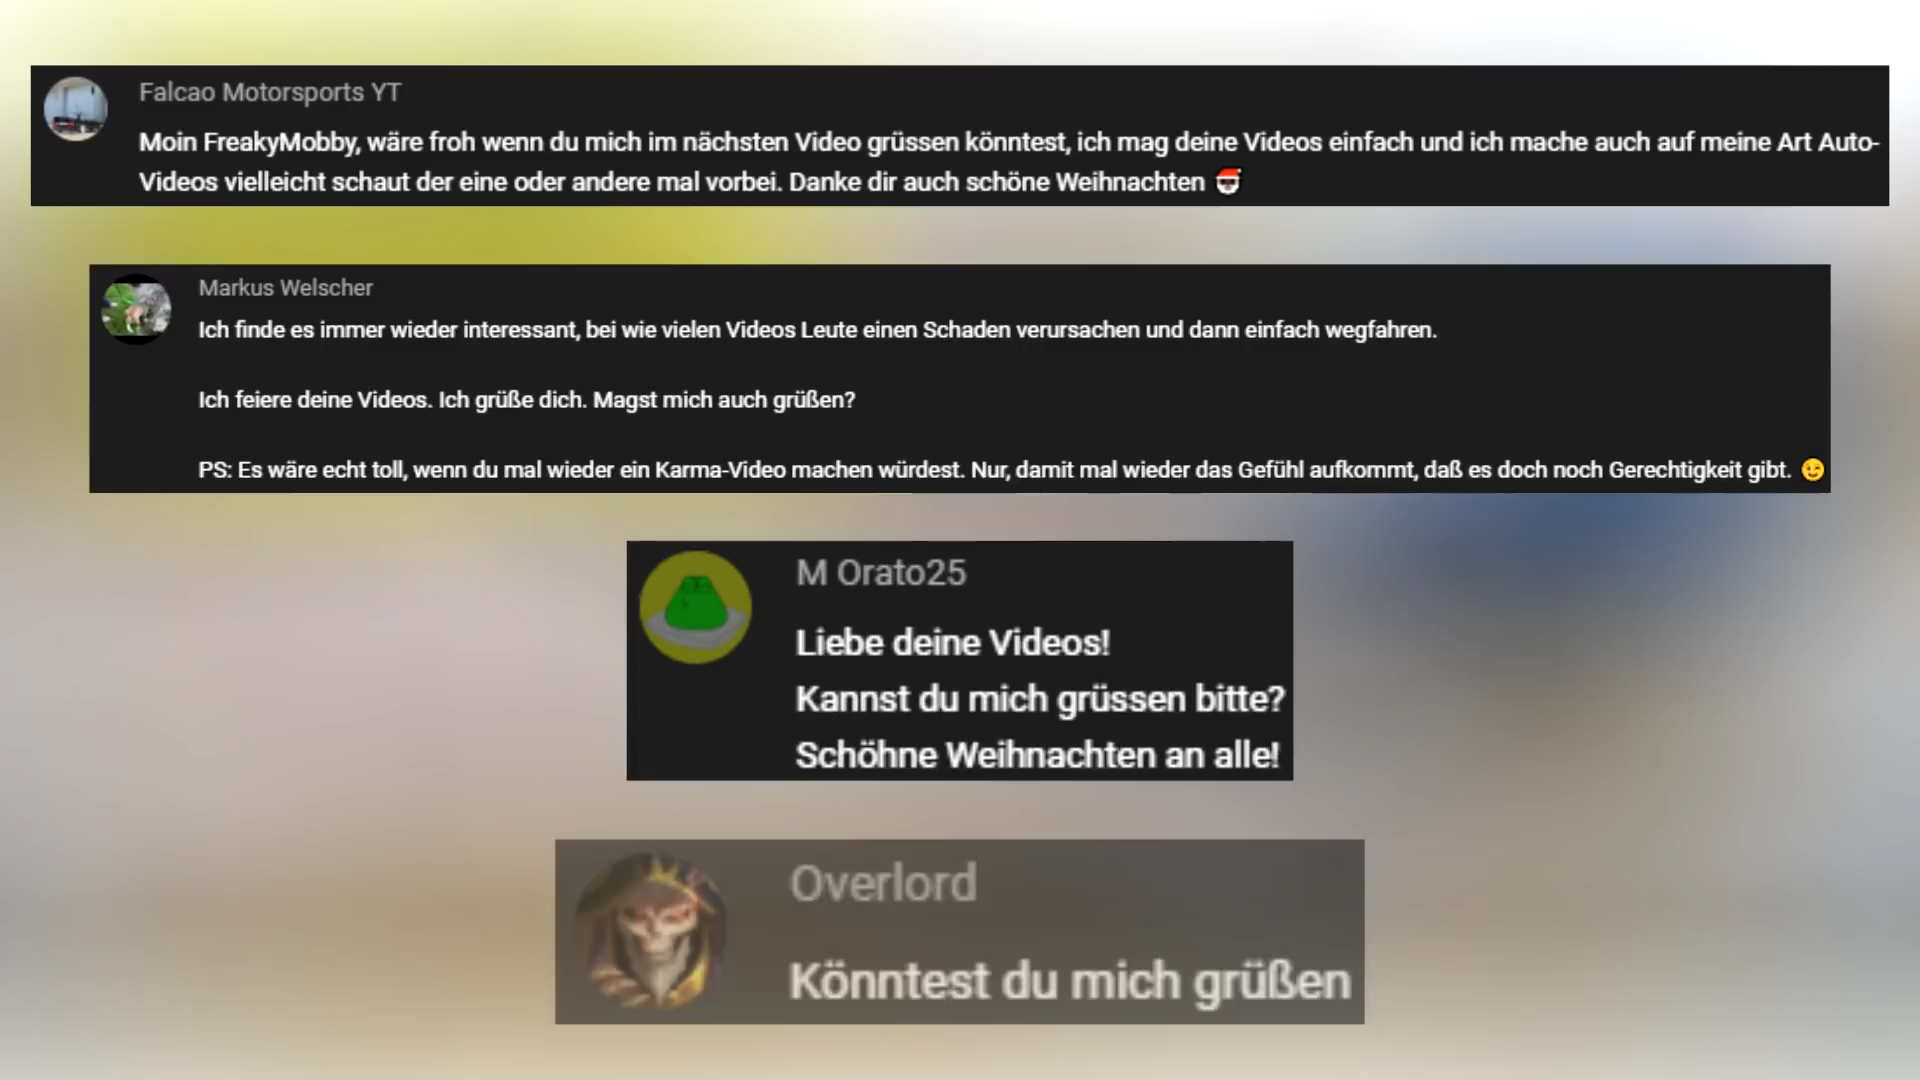 Falcao Motorsports YT
Moin FreakyMobby, wäre froh wenn du mich im nächsten Video grüssen könntest, ich mag deine Videos einfach und ich mache auch auf meine Art Auto-
Videos vielleicht schaut der eine oder andere mal vorbei. Danke dir auch schöne Weihnachten 🎅
Markus Welscher
Ich finde es immer wieder interessant, bei wie vielen Videos Leute einen Schaden verursachen und dann einfach wegfahren.
Ich feiere deine Videos. Ich grüße dich. Magst mich auch grüßen?
PS: Es wäre echt toll, wenn du mal wieder ein Karma-Video machen würdest. Nur, damit mal wieder das Gefühl aufkommt, daß es doch noch Gerechtigkeit gibt. 😉
M Orato25
Liebe deine Videos!
Kannst du mich grüssen bitte?
Schöhne Weihnachten an alle!
Overlord
Könntest du mich grüßen